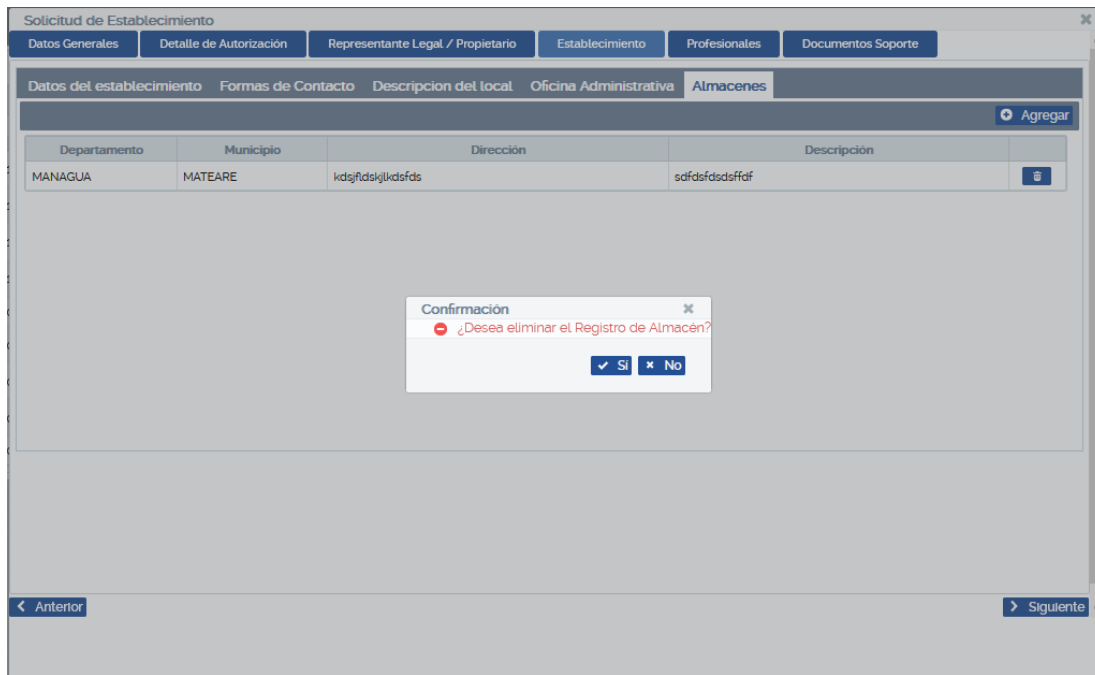 Solicitud de Establecimiento
Datos Generales Detalle de Autorización Representante Legal / Propietario Establecimiento Profesionales Documentos Soporte
Datos del establecimiento Formas de Contacto Descripcion del local Oficina Administrativa Almacenes
Agregar
Departamento Municipio Dirección Descripción
MANAGUA MATEARE kdsjfldskjlkdsfds sdfdsfdsdsffdf
Confirmación
¿Desea eliminar el Registro de Almacén?
Sí No
Anterior Siguiente